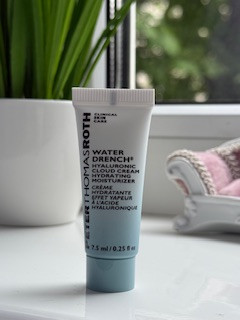 PETER THOMAS ROTH
CLINICAL
SKIN
CARE
WATER
DRENCH®
HYALURONIC
CLOUD CREAM
HYDRATING
MOISTURIZER
CRÈME
HYDRATANTE
EFFET VAPEUR
À L'ACIDE
HYALURONIQUE
7.5 ml / 0.25 fl oz